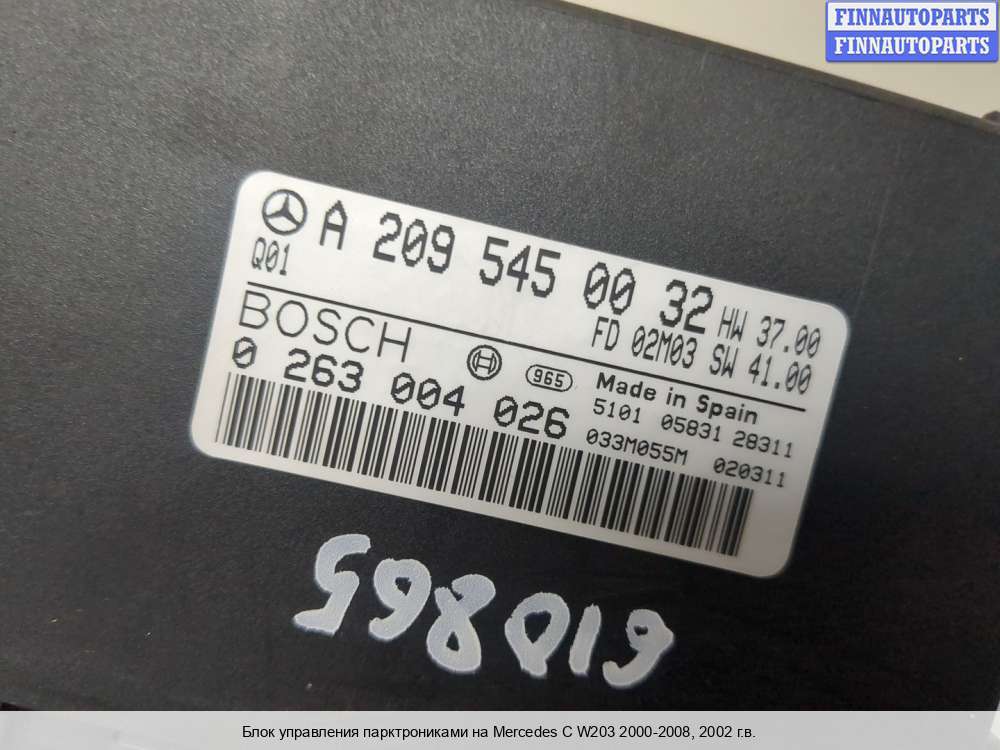 FINNAUTOPARTS
FINNAUTOPARTS
A 209 545 00 32 HW 37.00
Q01 FD 02M03 SW 41.00
BOSCH 965 Made in Spain
0 263 004 026 5101 05831 28311
033M055M 020311
598019
Блок управления парктрониками на Mercedes C W203 2000-2008, 2002 г.в.